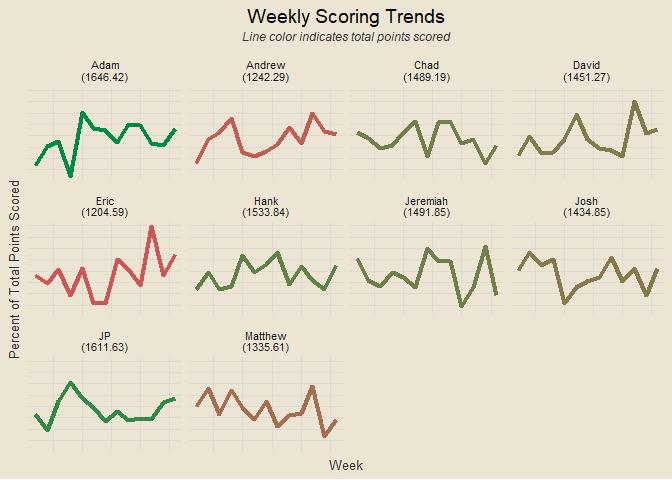 Weekly Scoring Trends
Line color indicates total points scored
Adam
(1646.42)
Andrew
(1242.29)
Chad
(1489.19)
David
(1451.27)
Eric
(1204.59)
Hank
(1533.84)
Jeremiah
(1491.85)
Josh
(1434.85)
JP
(1611.63)
Matthew
(1335.61)
Percent of Total Points Scored
Week